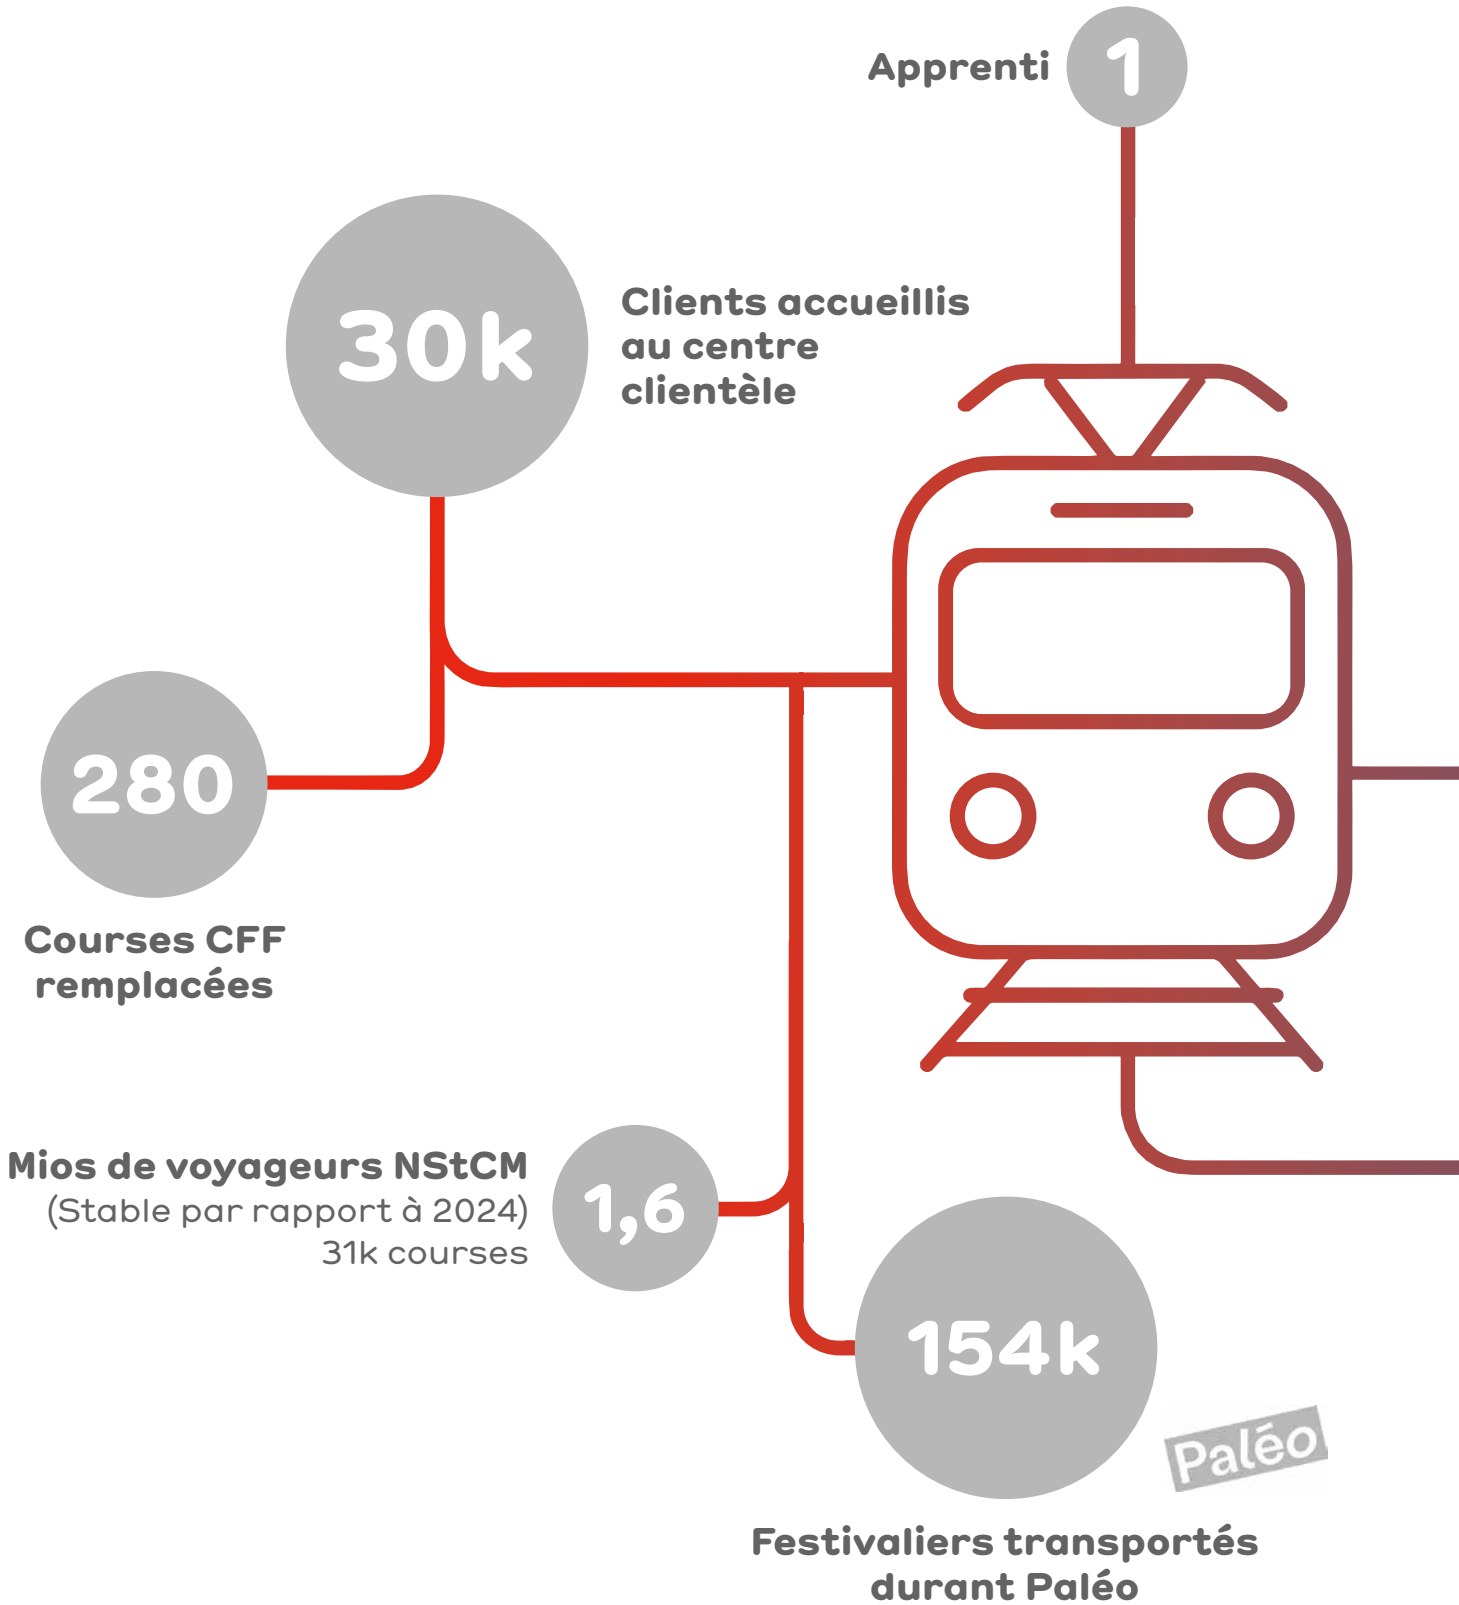 Apprenti
1
30k
Clients accueillis
au centre
clientèle
280
Courses CFF
remplacées
Mios de voyageurs NStCM
(Stable par rapport à 2024)
31k courses
1,6
154k
Paléo
Festivaliers transportés
durant Paléo